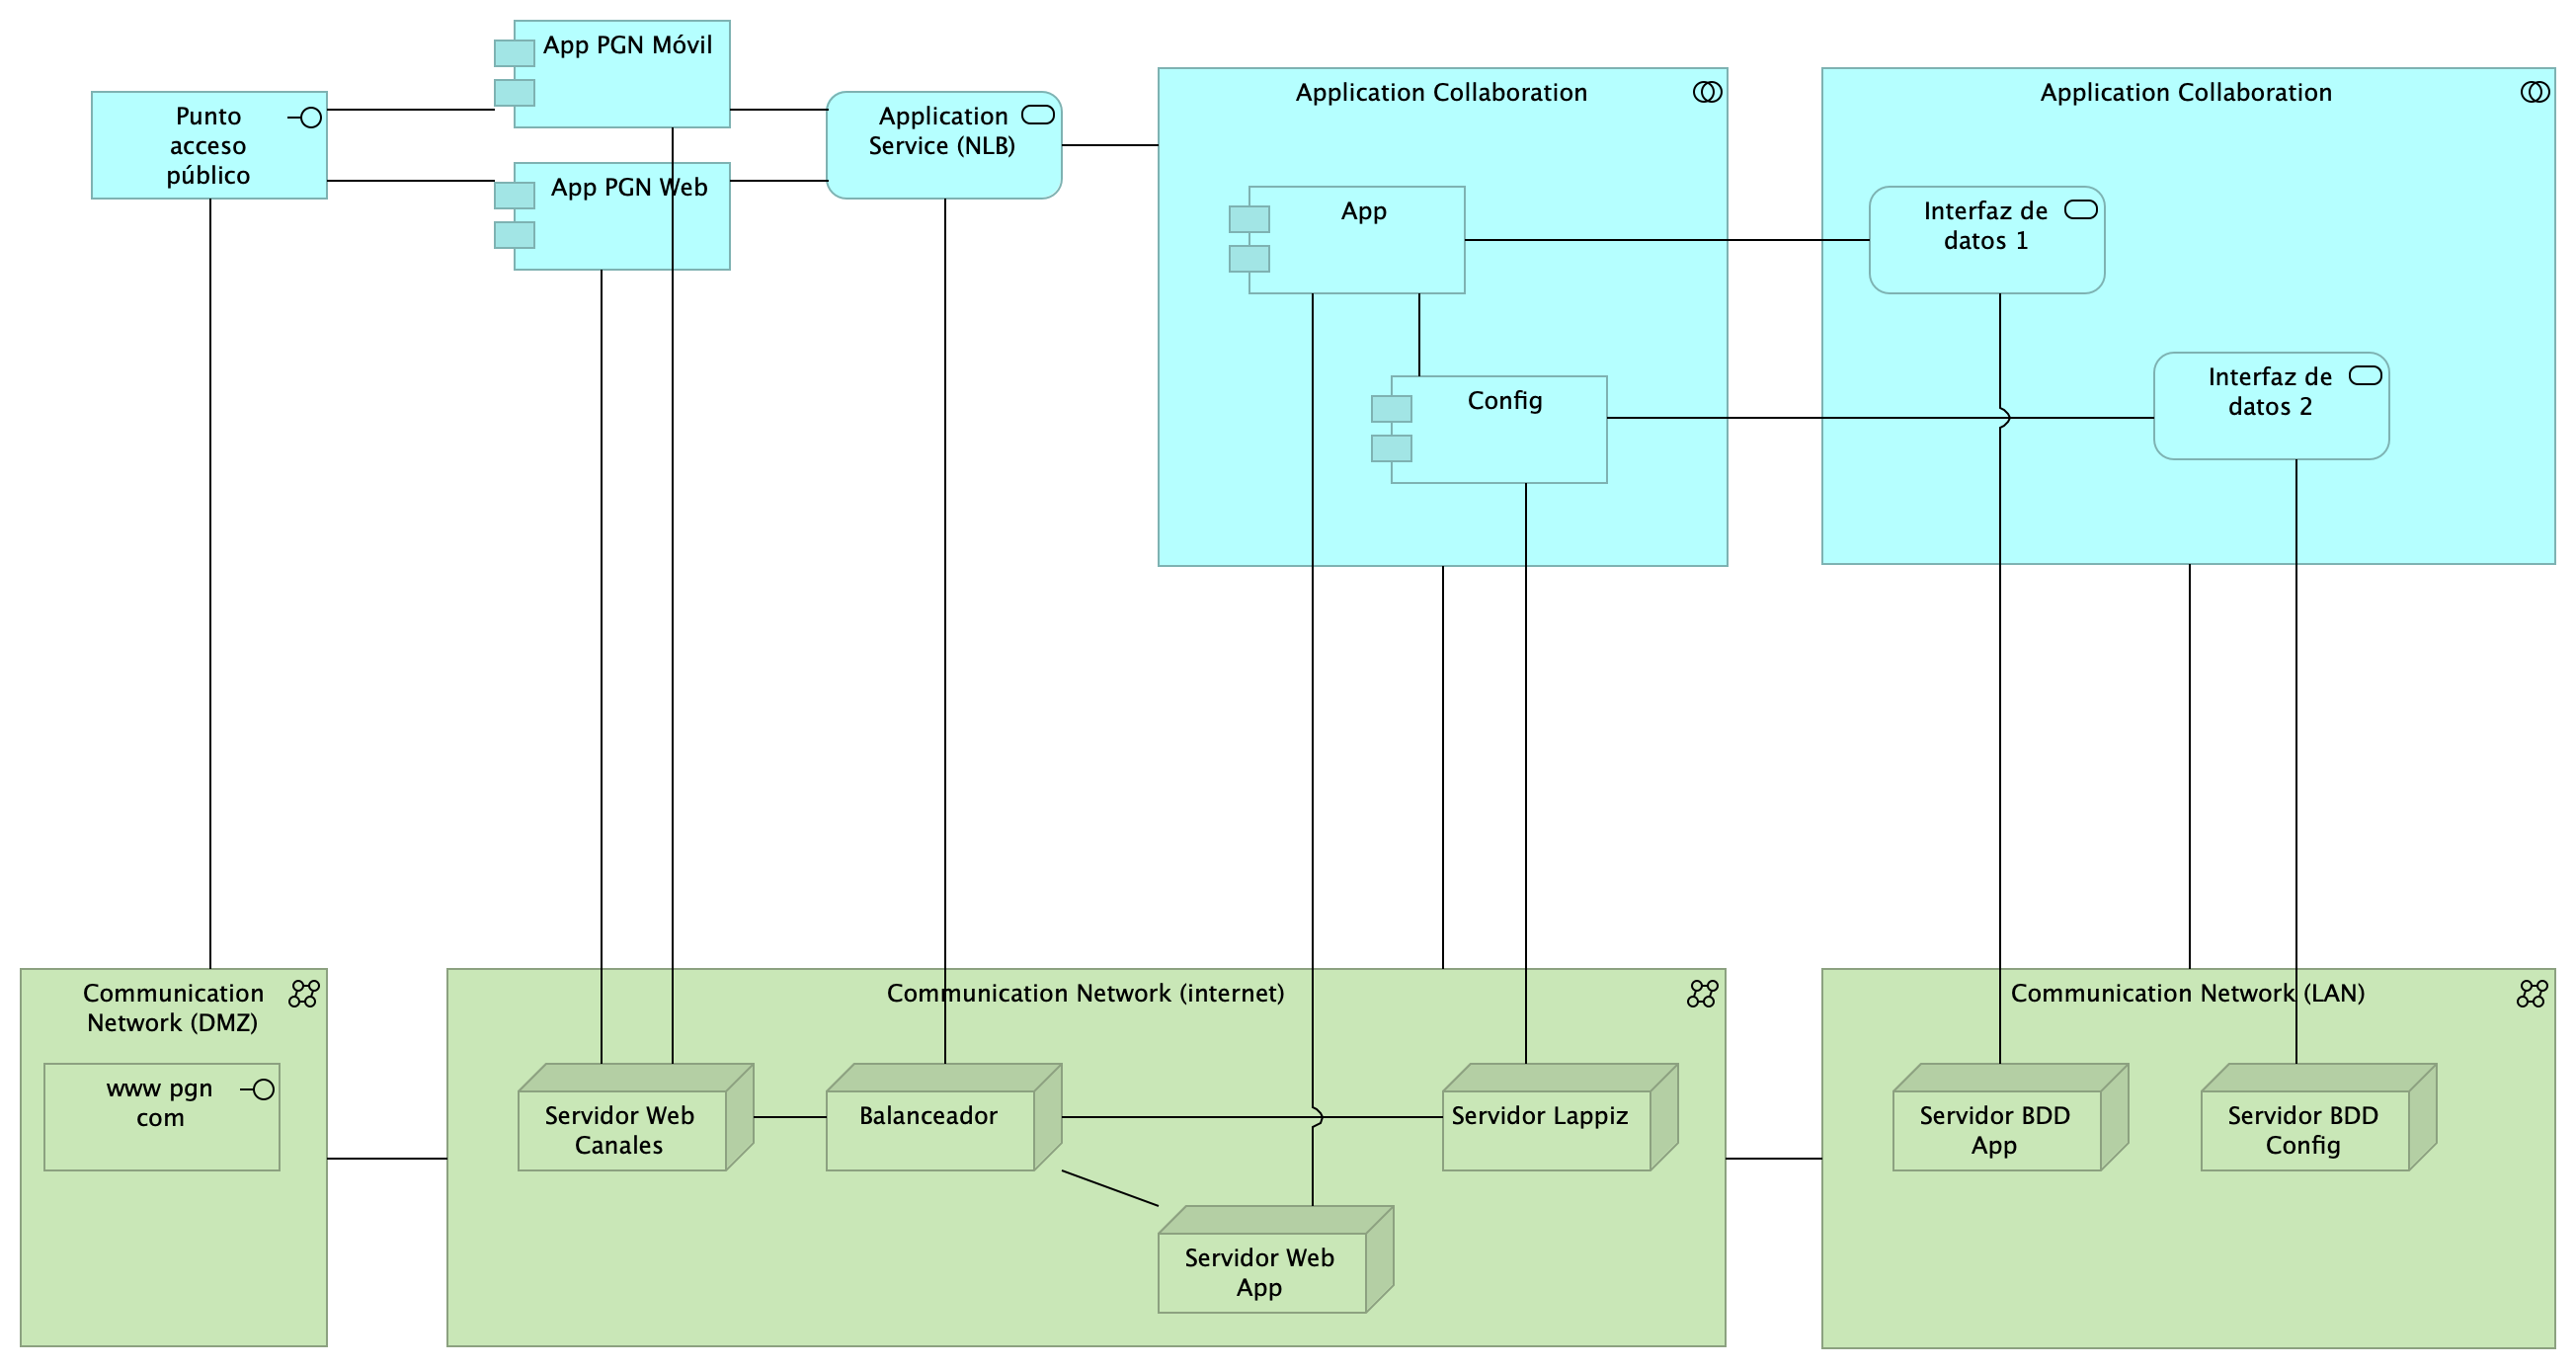 App PGN Móvil
Punto
acceso
público
App PGN Web
Application
Service (NLB)
Application Collaboration
App
Config
Application Collaboration
Interfaz de
datos 1
Interfaz de
datos 2
Communication
Network (DMZ)
www pgn
com
Communication Network (internet)
Servidor Web
Canales
Balanceador
Servidor Lappiz
Servidor Web
App
Communication Network (LAN)
Servidor BDD
App
Servidor BDD
Config